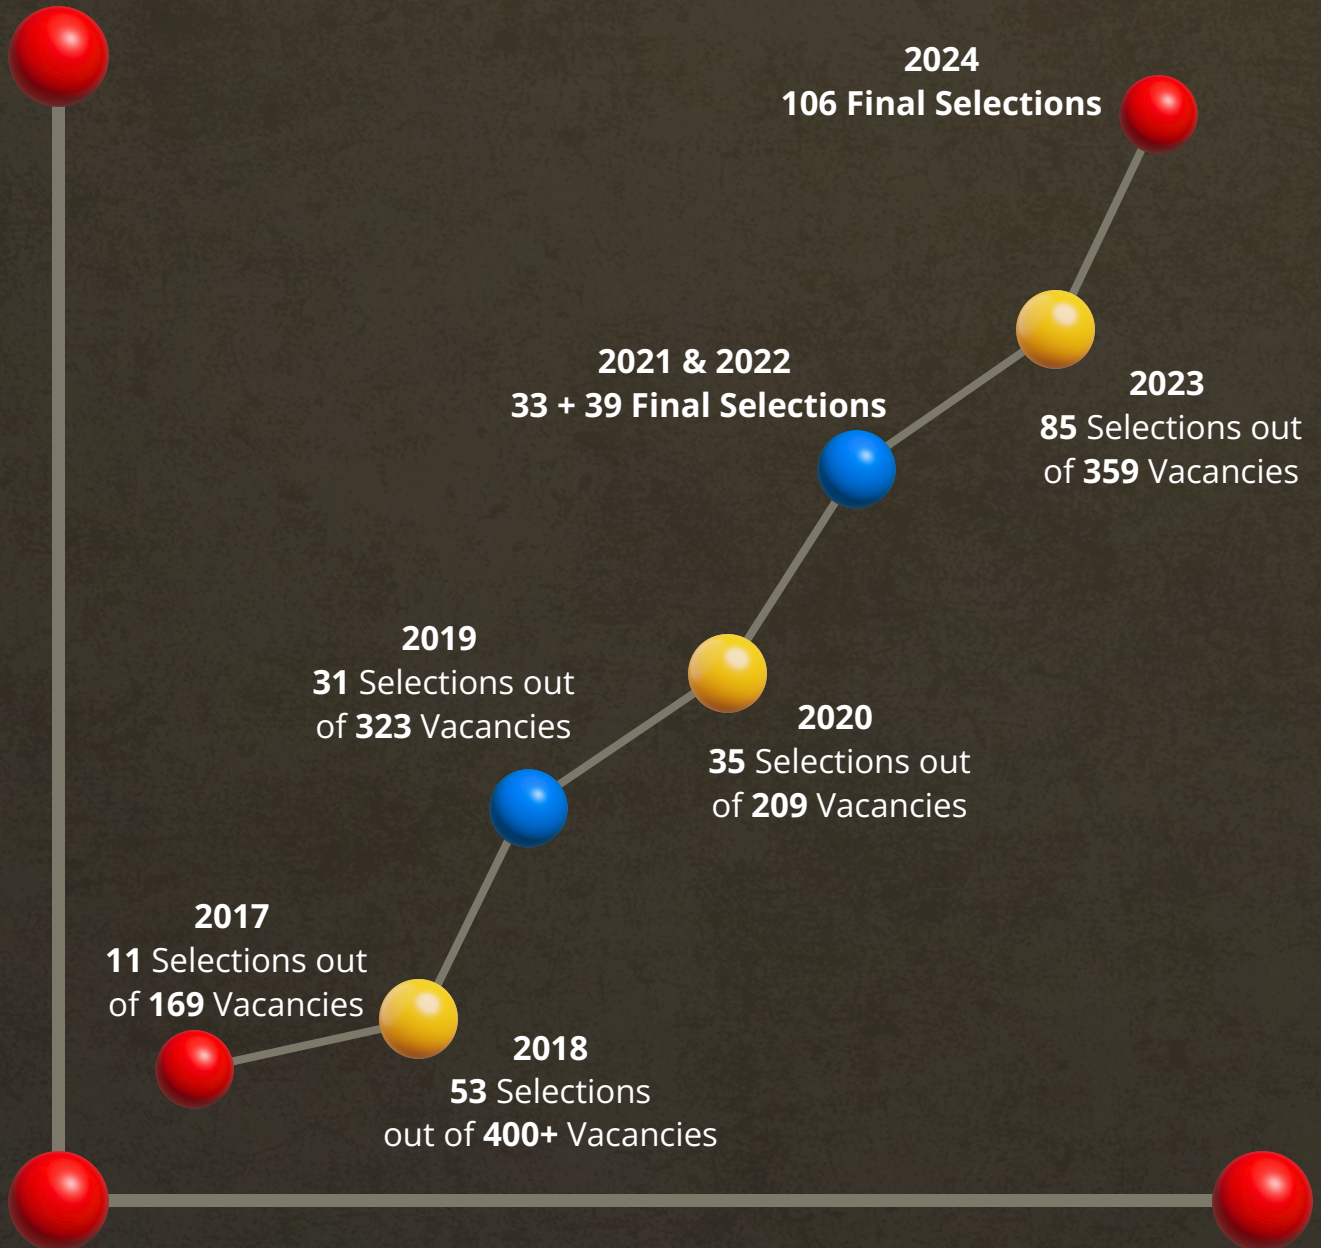 2024
106 Final Selections
2021 & 2022
33 + 39 Final Selections
2023
85 Selections out
of 359 Vacancies
2019
31 Selections out
of 323 Vacancies
2020
35 Selections out
of 209 Vacancies
2017
11 Selections out
of 169 Vacancies
2018
53 Selections
out of 400+ Vacancies